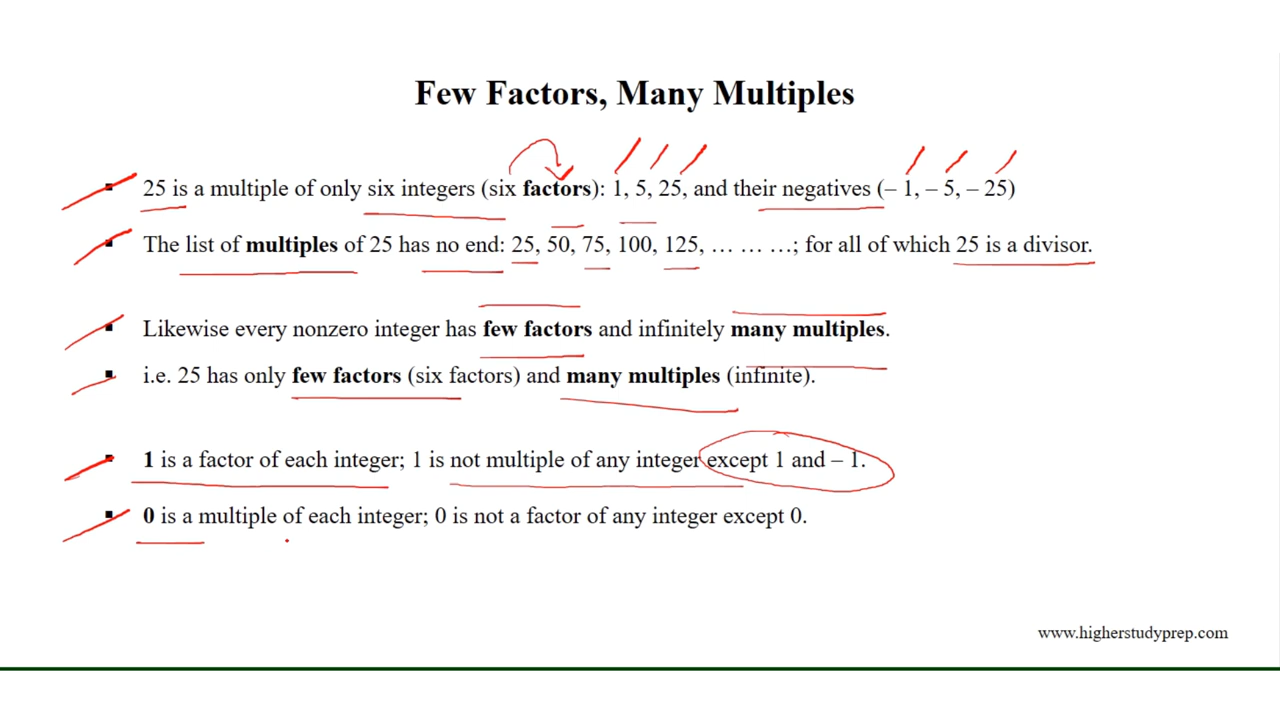 Few Factors, Many Multiples
▪ 25 is a multiple of only six integers (six factors): 1, 5, 25, and their negatives (– 1, – 5, – 25)
▪ The list of multiples of 25 has no end: 25, 50, 75, 100, 125, … … …; for all of which 25 is a divisor.
▪ Likewise every nonzero integer has few factors and infinitely many multiples.
▪ i.e. 25 has only few factors (six factors) and many multiples (infinite).
▪ 1 is a factor of each integer; 1 is not multiple of any integer except 1 and – 1.
▪ 0 is a multiple of each integer; 0 is not a factor of any integer except 0.
www.higherstudyprep.com